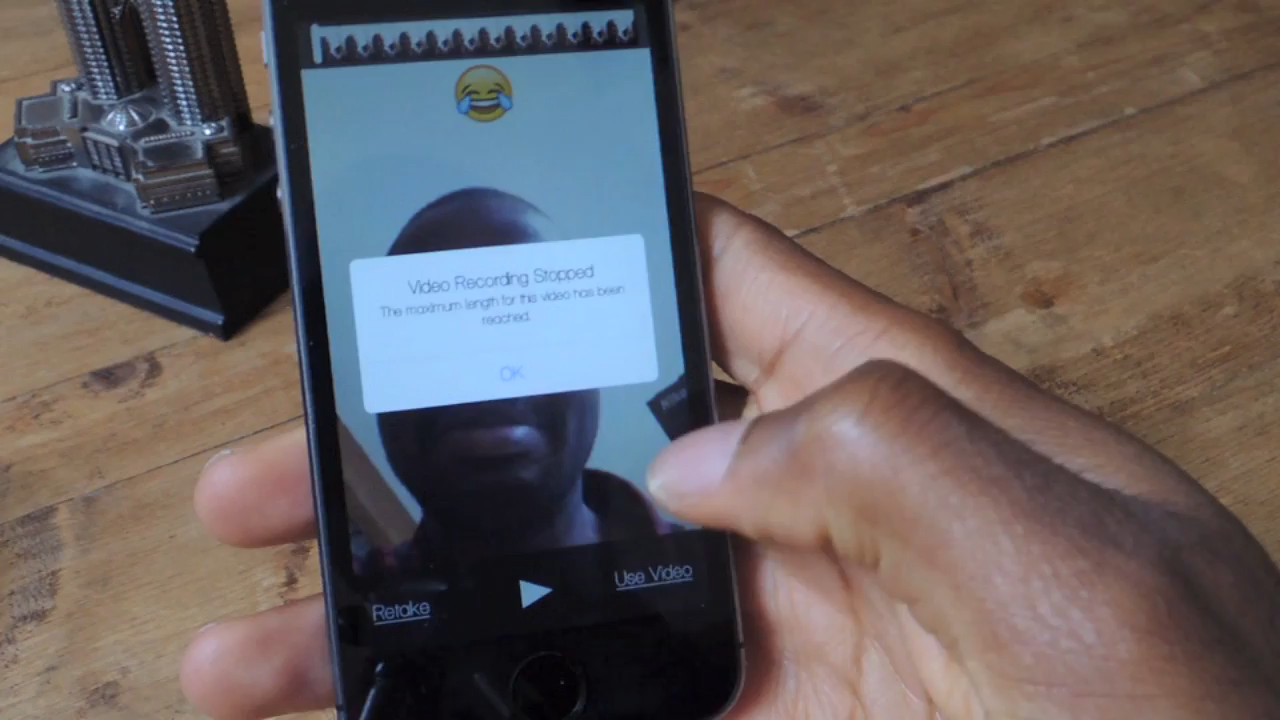 Video Recording Stopped
The maximum length for this video has been
reached.
OK
Retake
Use Video